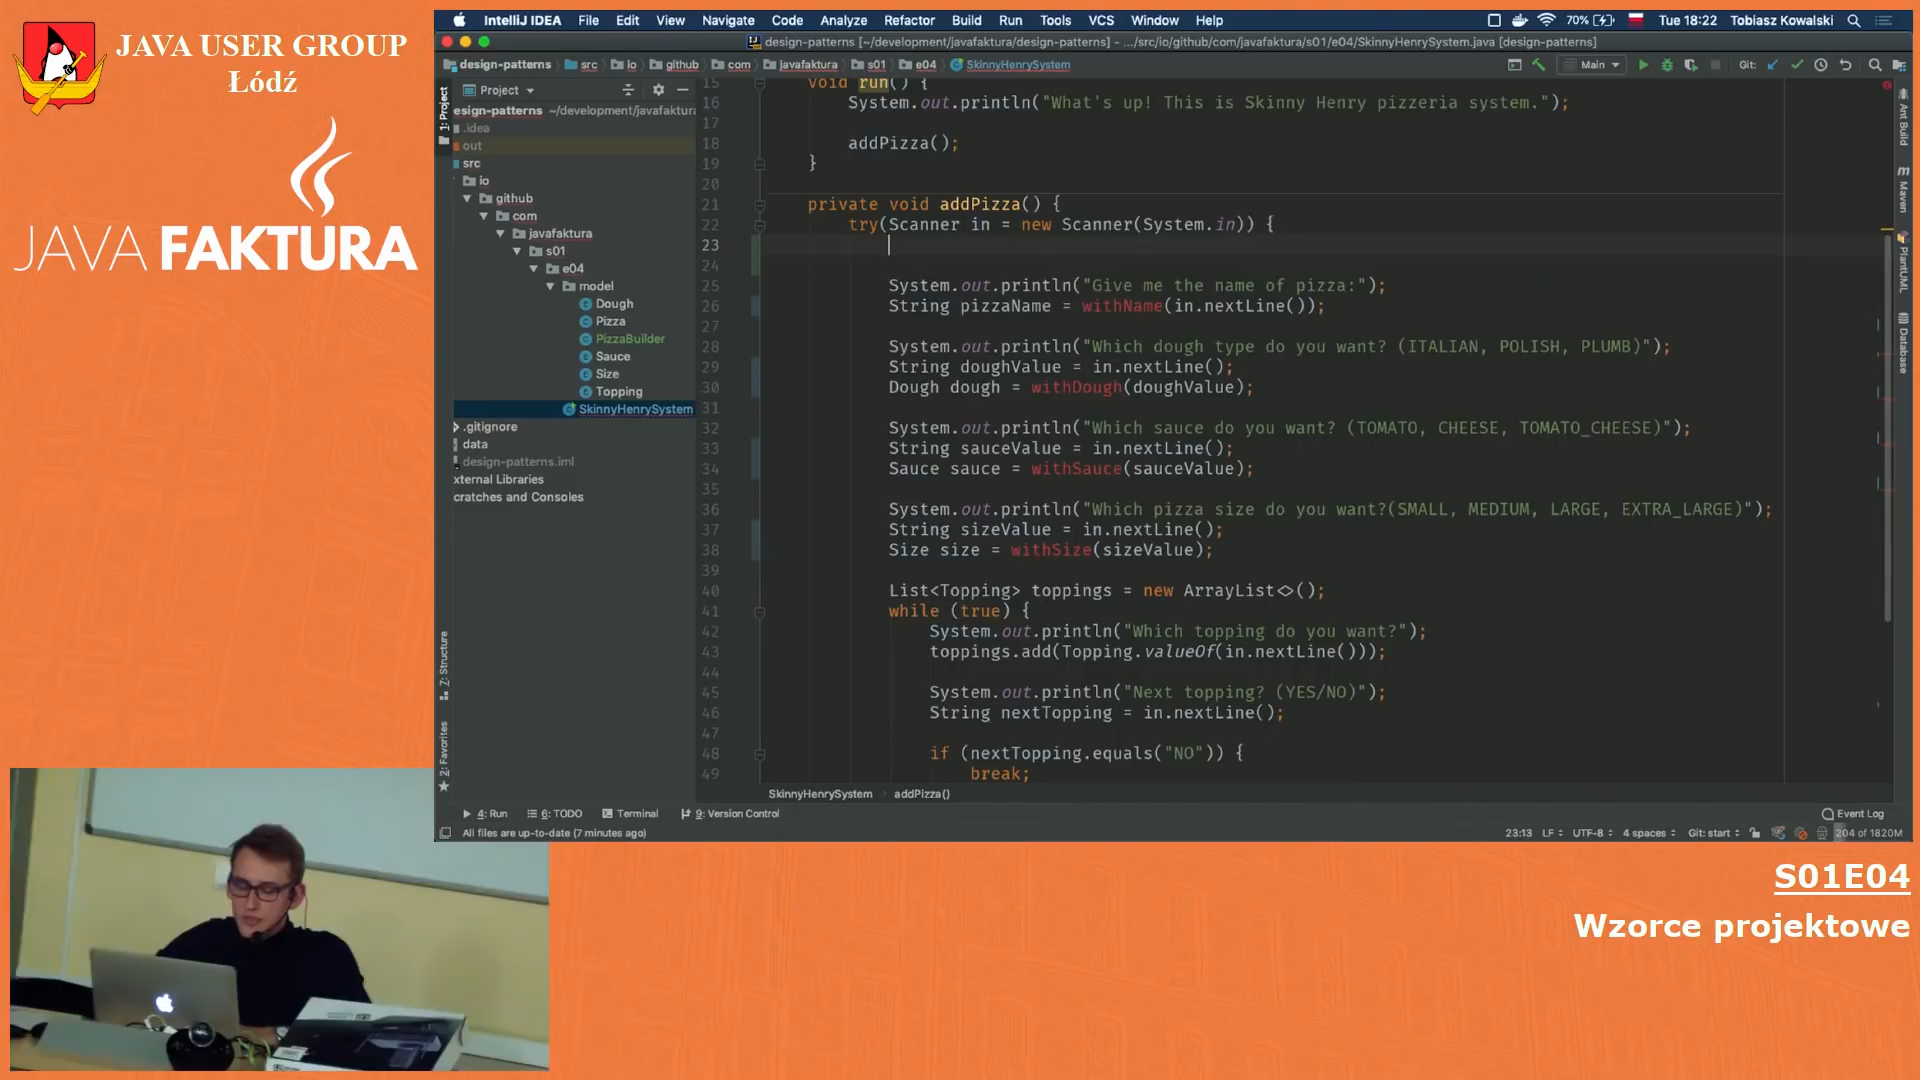 JAVA USER GROUP
Łódź
JAVA FAKTURA
IntelliJ IDEA File Edit View Navigate Code Analyze Refactor Build Run Tools VCS Window Help
70% Tue 18:22 Tobiasz Kowalski
design-patterns [~/development/javafaktura/design-patterns] - .../src/io/github/com/javafaktura/s01/e04/SkinnyHenrySystem.java [design-patterns]
design-patterns src io github com javafaktura s01 e04 SkinnyHenrySystem
Main Git:
1: Project
Project
esign-patterns ~/development/javafaktura
.idea
out
src
io
github
com
javafaktura
s01
e04
model
Dough
Pizza
PizzaBuilder
Sauce
Size
Topping
SkinnyHenrySystem
.gitignore
data
design-patterns.iml
xternal Libraries
cratches and Consoles
7: Structure
2: Favorites
15 void run() {
16 System.out.println("What's up! This is Skinny Henry pizzeria system.");
17
18 addPizza();
19 }
20
21 private void addPizza() {
22 try(Scanner in = new Scanner(System.in)) {
23
24
25 System.out.println("Give me the name of pizza:");
26 String pizzaName = withName(in.nextLine());
27
28 System.out.println("Which dough type do you want? (ITALIAN, POLISH, PLUMB)");
29 String doughValue = in.nextLine();
30 Dough dough = withDough(doughValue);
31
32 System.out.println("Which sauce do you want? (TOMATO, CHEESE, TOMATO_CHEESE)");
33 String sauceValue = in.nextLine();
34 Sauce sauce = withSauce(sauceValue);
35
36 System.out.println("Which pizza size do you want?(SMALL, MEDIUM, LARGE, EXTRA_LARGE)");
37 String sizeValue = in.nextLine();
38 Size size = withSize(sizeValue);
39
40 List<Topping> toppings = new ArrayList<>();
41 while (true) {
42 System.out.println("Which topping do you want?");
43 toppings.add(Topping.valueOf(in.nextLine()));
44
45 System.out.println("Next topping? (YES/NO)");
46 String nextTopping = in.nextLine();
47
48 if (nextTopping.equals("NO")) {
49 break;
Ant Build
Maven
PlantUML
Database
SkinnyHenrySystem addPizza()
4: Run 6: TODO Terminal 9: Version Control Event Log
All files are up-to-date (7 minutes ago) 23:13 LF UTF-8 4 spaces Git: start 204 of 1820M
S01E04
Wzorce projektowe